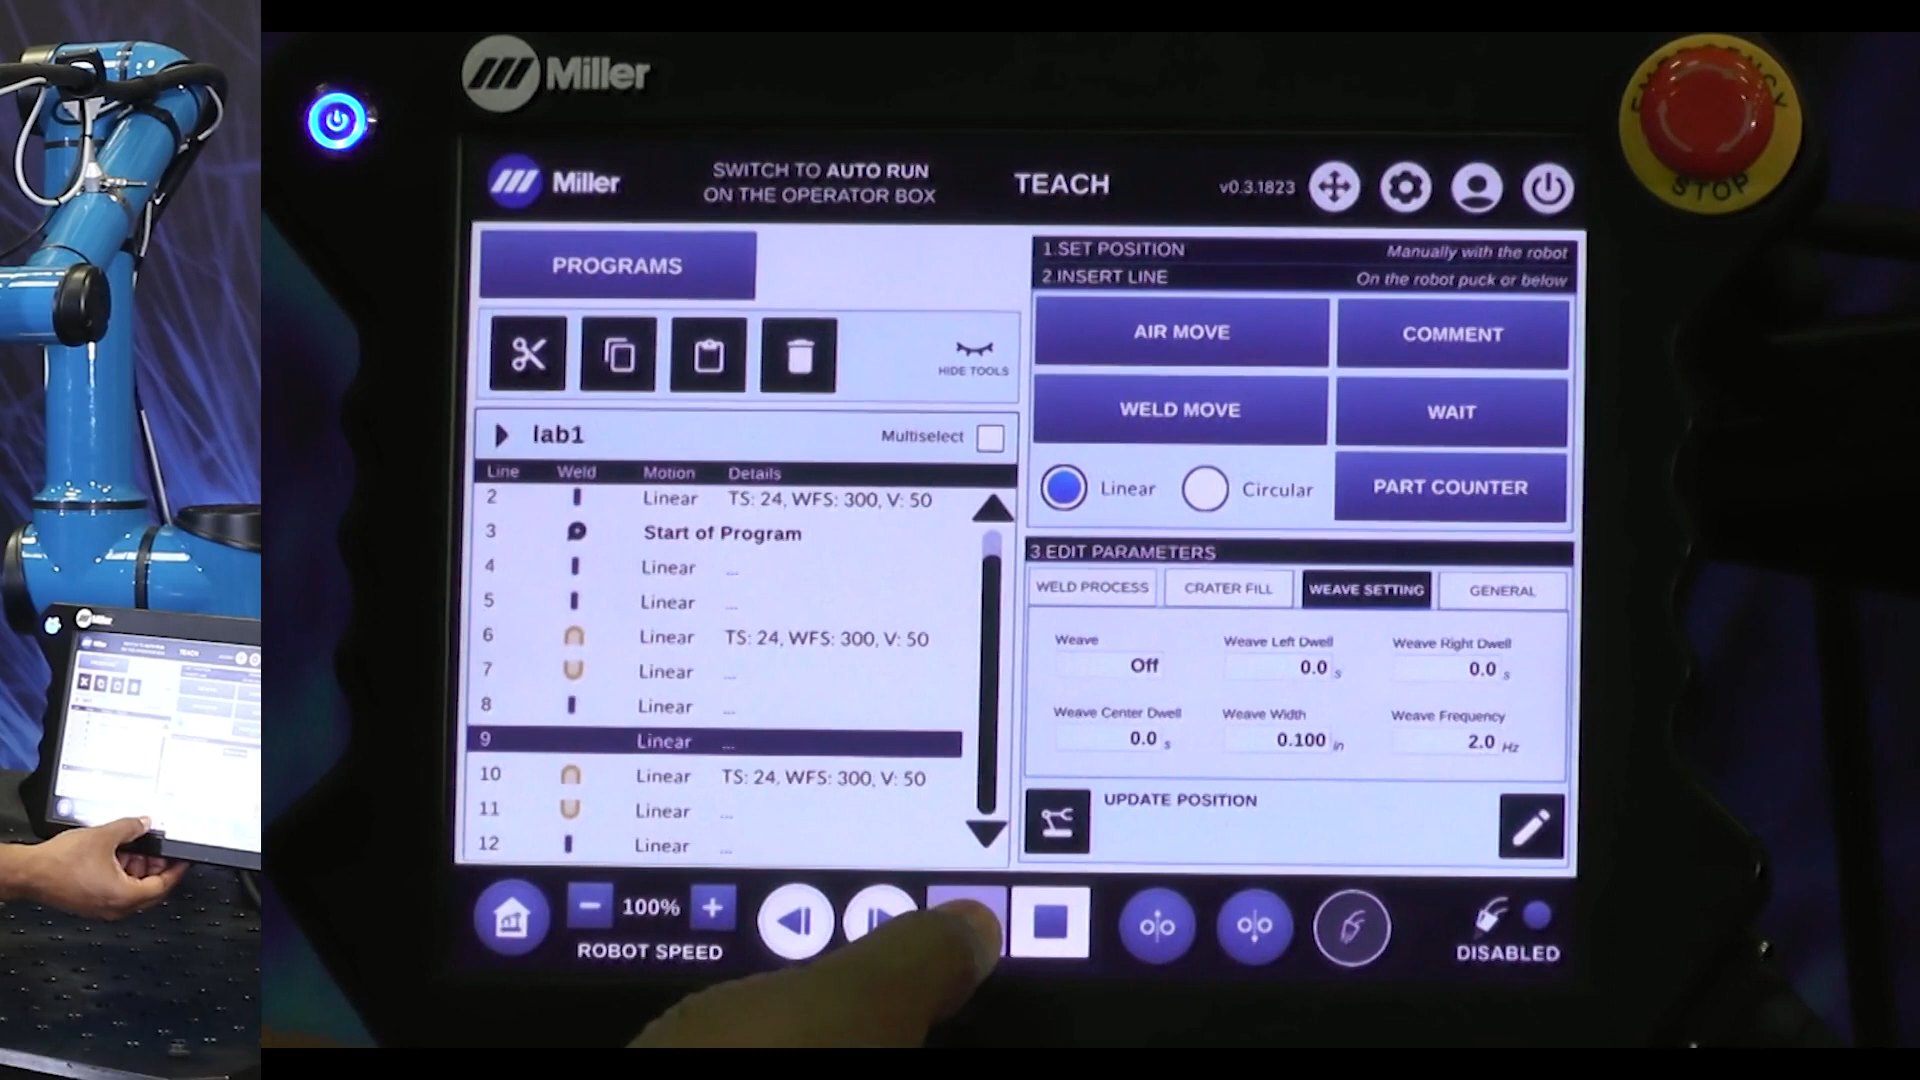 Miller
EMERGENCY
STOP
Miller
SWITCH TO AUTO RUN
ON THE OPERATOR BOX
TEACH
v0.3.1823
PROGRAMS
HIDE TOOLS
lab1
Multiselect
Line Weld Motion Details
2 Linear TS: 24, WFS: 300, V: 50
3 Start of Program
4 Linear ...
5 Linear ...
6 Linear TS: 24, WFS: 300, V: 50
7 Linear ...
8 Linear ...
9 Linear ...
10 Linear TS: 24, WFS: 300, V: 50
11 Linear ...
12 Linear ...
1.SET POSITION Manually with the robot
2.INSERT LINE On the robot puck or below
AIR MOVE
COMMENT
WELD MOVE
WAIT
Linear
Circular
PART COUNTER
3.EDIT PARAMETERS
WELD PROCESS
CRATER FILL
WEAVE SETTING
GENERAL
Weave
Off
Weave Left Dwell
0.0 s
Weave Right Dwell
0.0 s
Weave Center Dwell
0.0 s
Weave Width
0.100 in
Weave Frequency
2.0 Hz
UPDATE POSITION
100%
ROBOT SPEED
DISABLED
Miller
TEACH